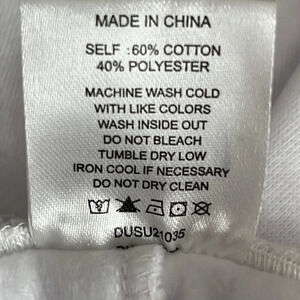 MADE IN CHINA
SELF :60% COTTON
40% POLYESTER
MACHINE WASH COLD
WITH LIKE COLORS
WASH INSIDE OUT
DO NOT BLEACH
TUMBLE DRY LOW
IRON COOL IF NECESSARY
DO NOT DRY CLEAN
DUSU21035